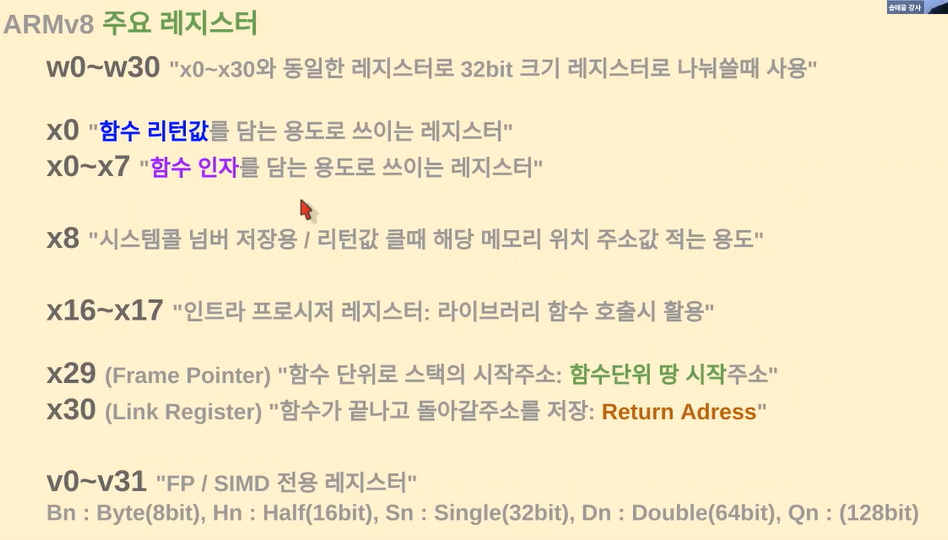 송태웅 강사
ARMv8 주요 레지스터
w0~w30 "x0~x30와 동일한 레지스터로 32bit 크기 레지스터로 나눠쓸때 사용"
x0 "함수 리턴값를 담는 용도로 쓰이는 레지스터"
x0~x7 "함수 인자를 담는 용도로 쓰이는 레지스터"
x8 "시스템콜 넘버 저장용 / 리턴값 클때 해당 메모리 위치 주소값 적는 용도"
x16~x17 "인트라 프로시저 레지스터: 라이브러리 함수 호출시 활용"
x29 (Frame Pointer) "함수 단위로 스택의 시작주소: 함수단위 땅 시작주소"
x30 (Link Register) "함수가 끝나고 돌아갈주소를 저장: Return Adress"
v0~v31 "FP / SIMD 전용 레지스터"
Bn : Byte(8bit), Hn : Half(16bit), Sn : Single(32bit), Dn : Double(64bit), Qn : (128bit)